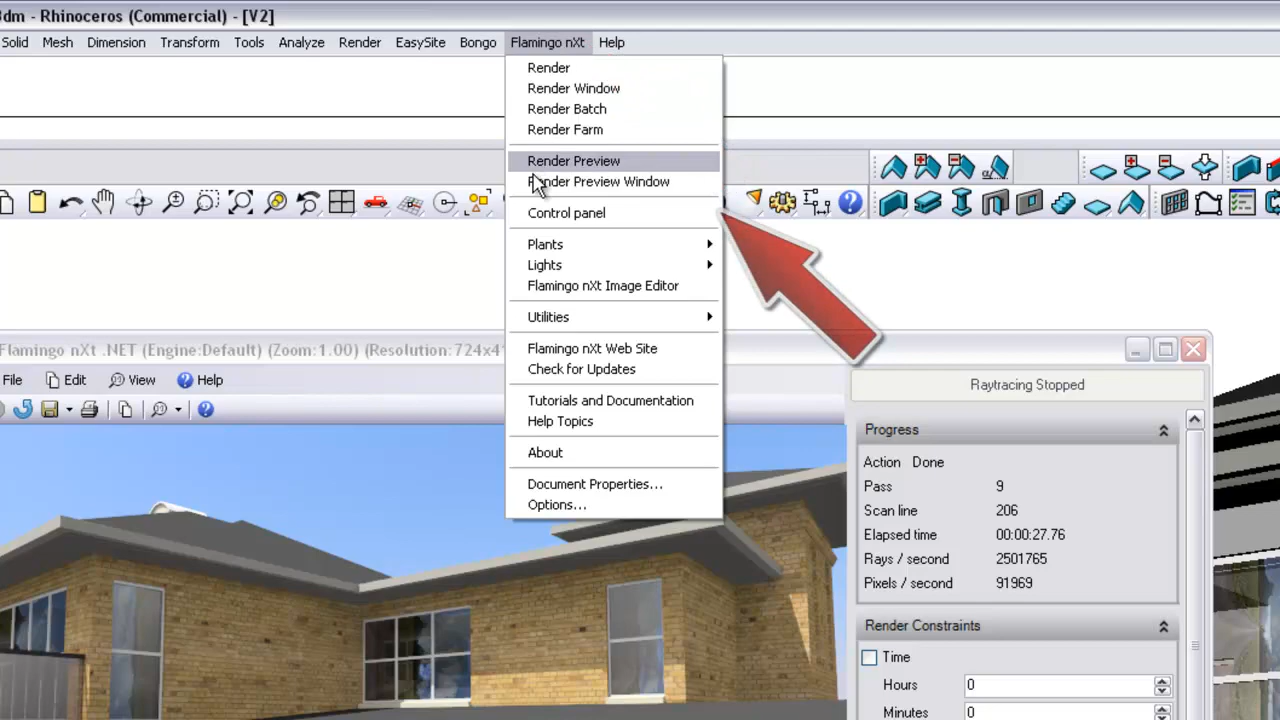 3dm - Rhinoceros (Commercial) - [V2]
Solid Mesh Dimension Transform Tools Analyze Render EasySite Bongo Flamingo nXt Help
Render
Render Window
Render Batch
Render Farm
Render Preview
Render Preview Window
Control panel
Plants
Lights
Flamingo nXt Image Editor
Utilities
Flamingo nXt Web Site
Check for Updates
Tutorials and Documentation
Help Topics
About
Document Properties...
Options...
Flamingo nXt .NET (Engine:Default) (Zoom:1.00) (Resolution:724x4
File Edit View Help
Raytracing Stopped
Progress
Action Done
Pass 9
Scan line 206
Elapsed time 00:00:27.76
Rays / second 2501765
Pixels / second 91969
Render Constraints
Time
Hours 0
Minutes 0